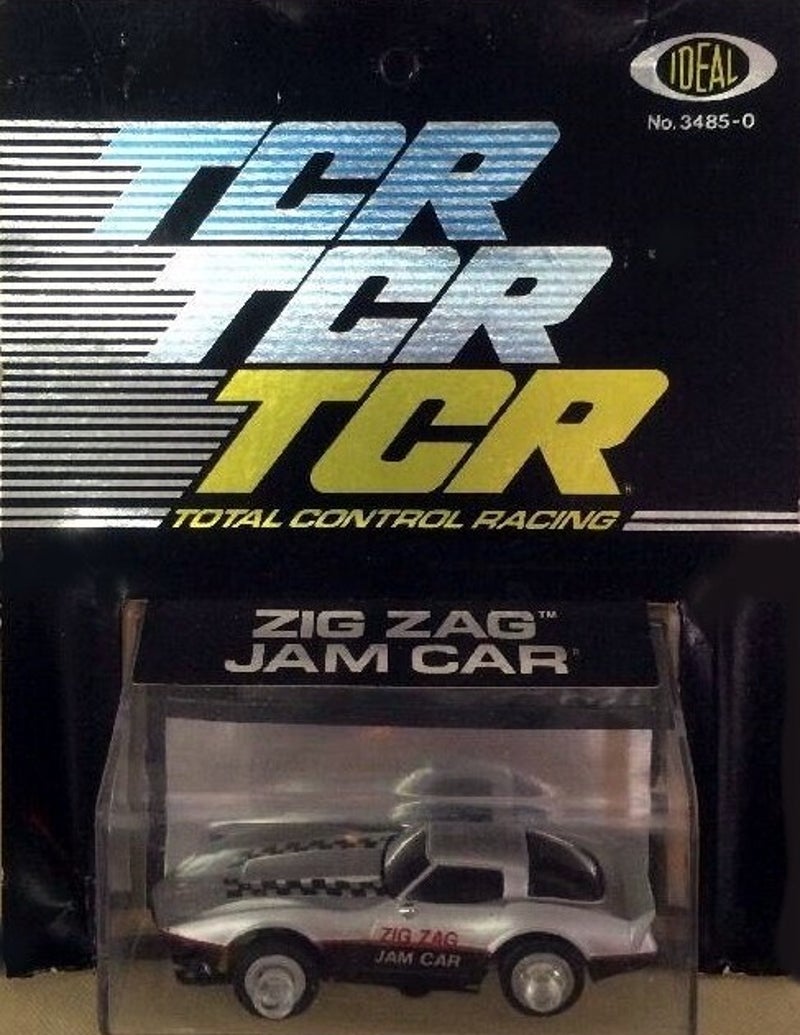 IDEAL
No. 3485-0
TCR
TCR
TCR
TOTAL CONTROL RACING
ZIG ZAG™
JAM CAR
ZIG ZAG
JAM CAR